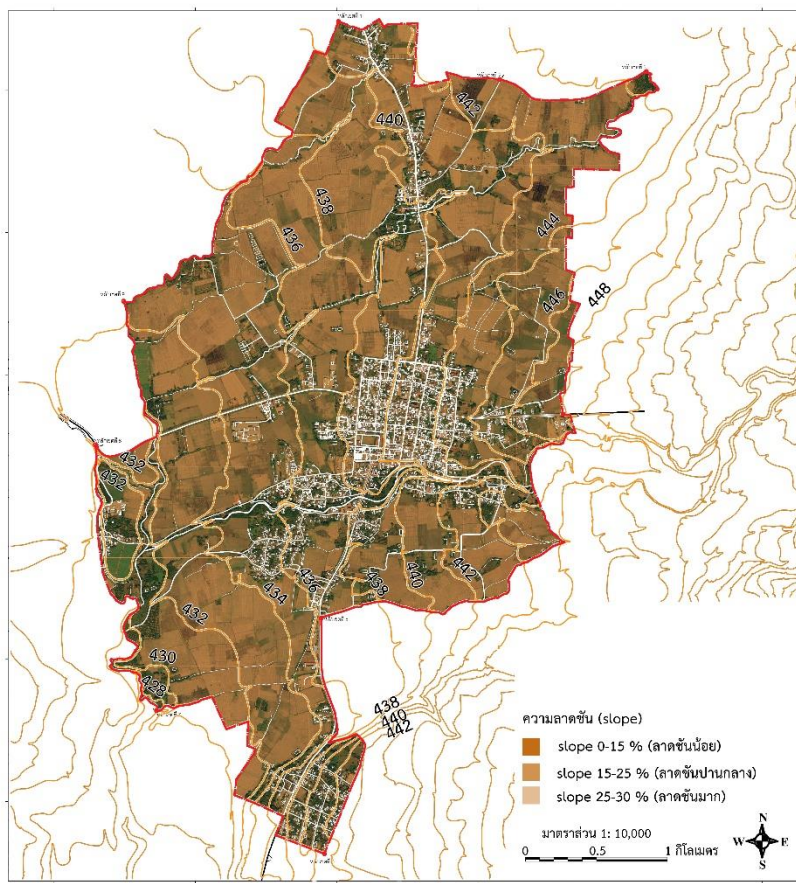 440
442
438
436
444
446
448
432
432
434
436
438
440
442
432
430
428
438
440
442
ความลาดชัน (slope)
slope 0-15 % (ลาดชันน้อย)
slope 15-25 % (ลาดชันปานกลาง)
slope 25-30 % (ลาดชันมาก)
มาตราส่วน 1: 10,000
0 0.5 1 กิโลเมตร
N
W E
S